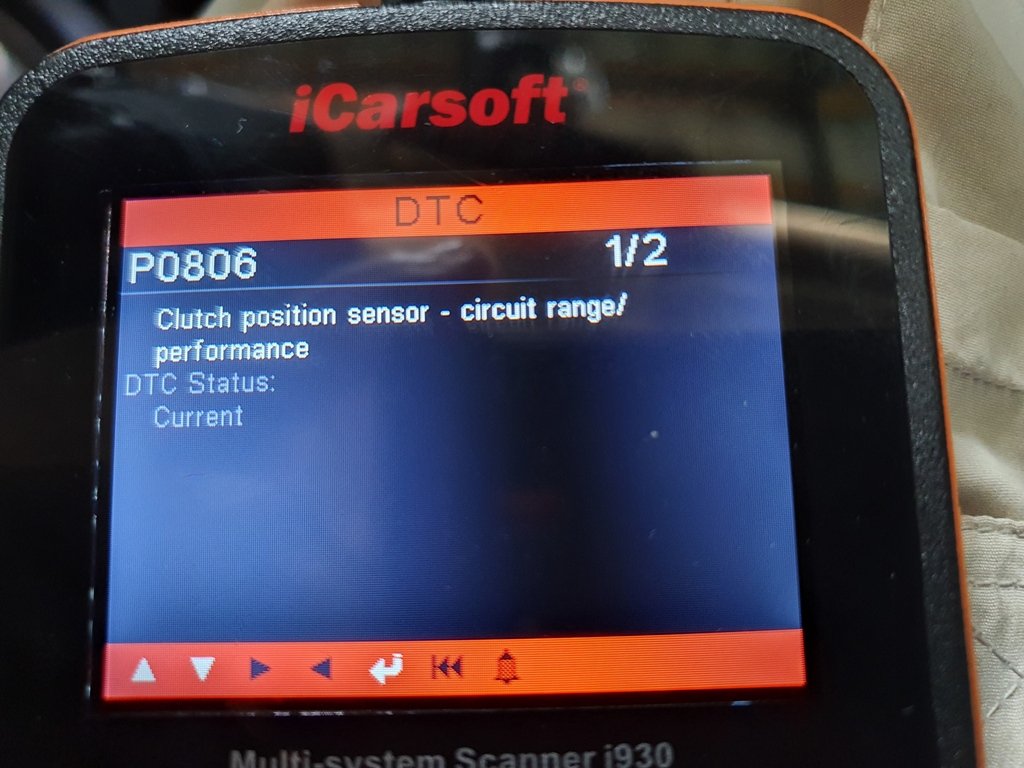 iCarsoft®
DTC
P0806 1/2
Clutch position sensor - circuit range/
performance
DTC Status:
Current
Multi-system Scanner i930